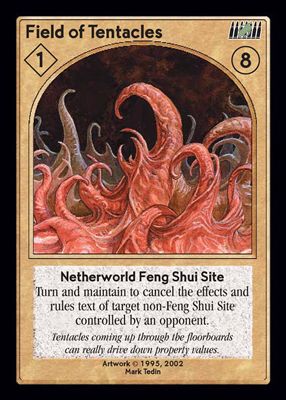 Field of Tentacles
1
8
Netherworld Feng Shui Site
Turn and maintain to cancel the effects and
rules text of target non-Feng Shui Site
controlled by an opponent.
Tentacles coming up through the floorboards
can really drive down property values.
Artwork © 1995, 2002
Mark Tedin